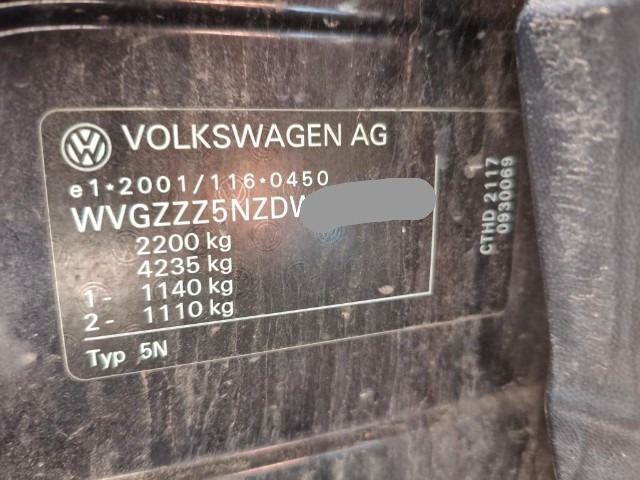 VOLKSWAGEN AG
e1*2001/116*0450
WVGZZZ5NZDW
2200 kg
4235 kg
1- 1140 kg
2- 1110 kg
Typ 5N
CTHD 2117
0930069